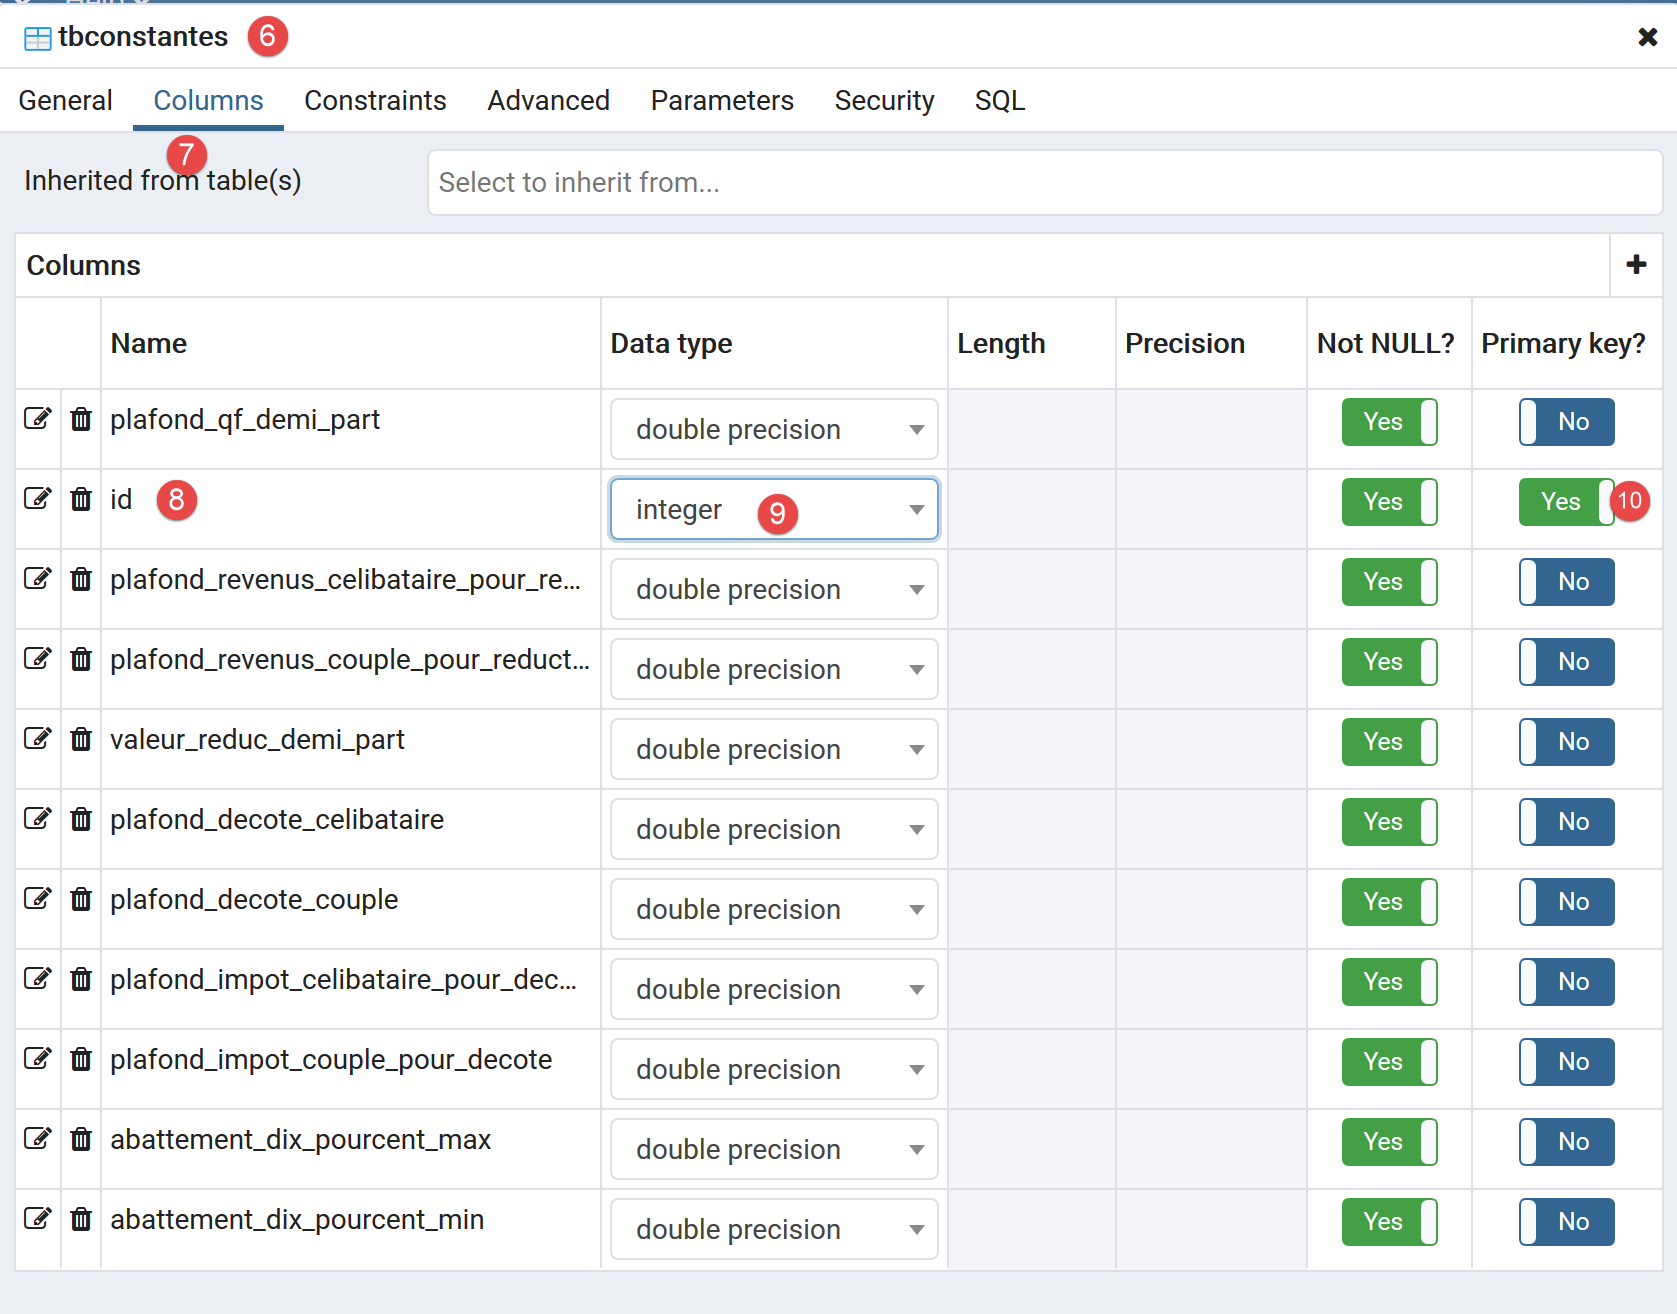 tbconstantes 6
General Columns Constraints Advanced Parameters Security SQL
7
Inherited from table(s) Select to inherit from...
Columns
Name Data type Length Precision Not NULL? Primary key?
plafond_qf_demi_part double precision Yes No
id 8 integer 9 Yes Yes 10
plafond_revenus_celibataire_pour_re... double precision Yes No
plafond_revenus_couple_pour_reduct... double precision Yes No
valeur_reduc_demi_part double precision Yes No
plafond_decote_celibataire double precision Yes No
plafond_decote_couple double precision Yes No
plafond_impot_celibataire_pour_dec... double precision Yes No
plafond_impot_couple_pour_decote double precision Yes No
abattement_dix_pourcent_max double precision Yes No
abattement_dix_pourcent_min double precision Yes No